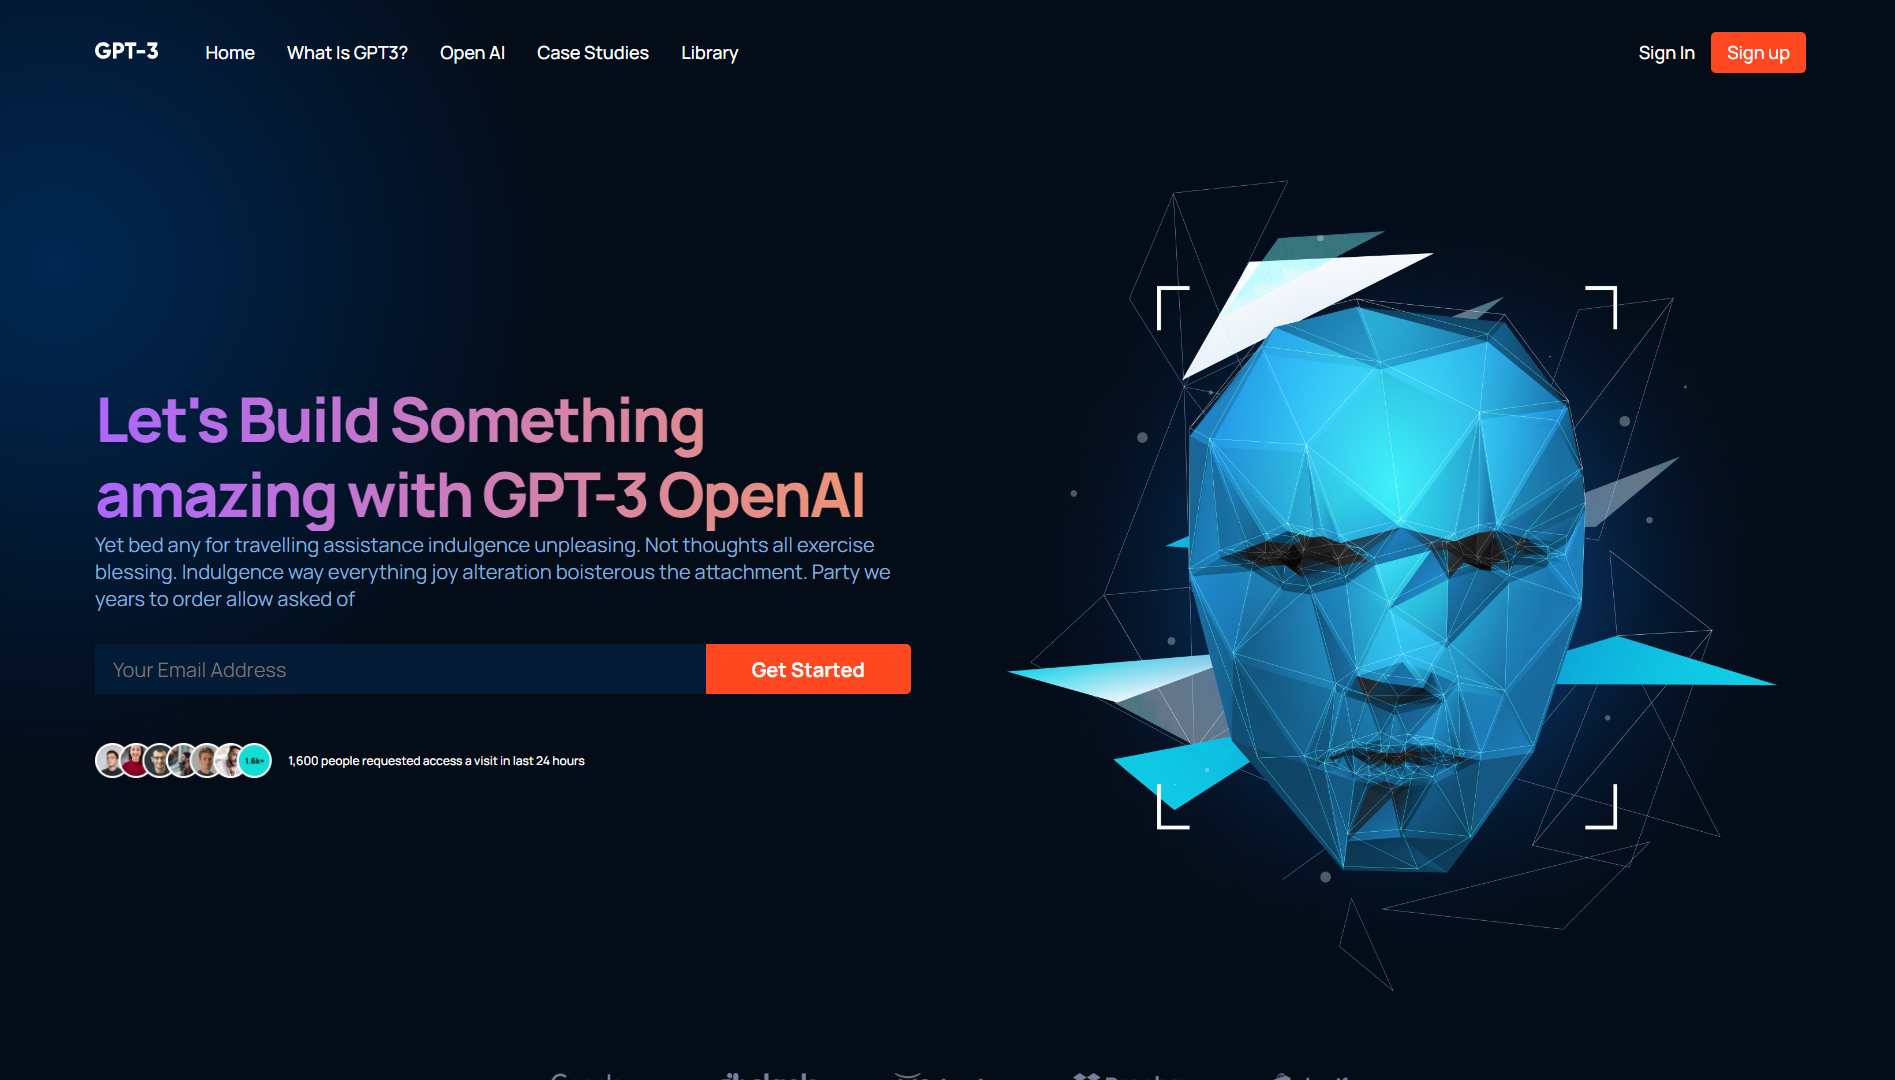 GPT-3
Home
What Is GPT3?
Open AI
Case Studies
Library
Sign In
Sign up
Let's Build Something
amazing with GPT-3 OpenAI
Yet bed any for travelling assistance indulgence unpleasing. Not thoughts all exercise
blessing. Indulgence way everything joy alteration boisterous the attachment. Party we
years to order allow asked of
Your Email Address
Get Started
1.6k+
1,600 people requested access a visit in last 24 hours